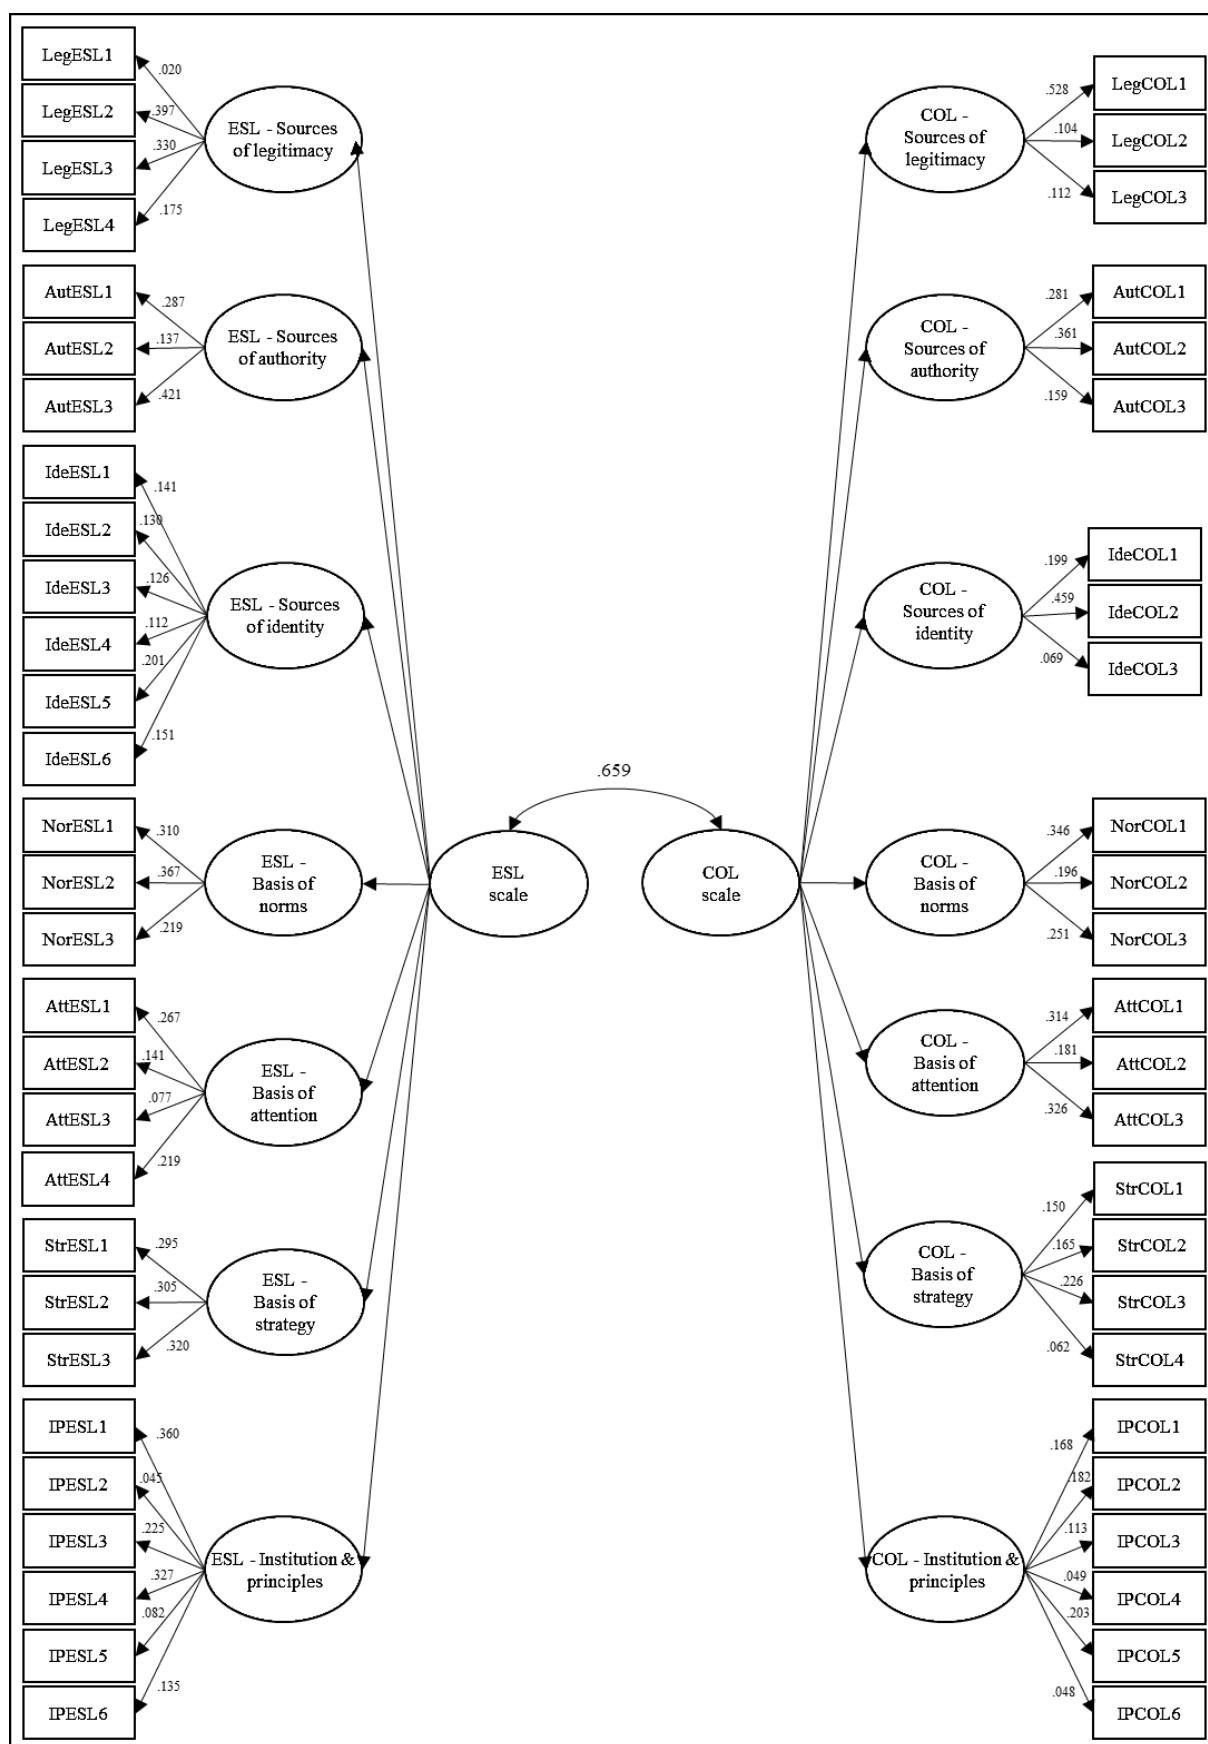 LegESL1
.020
LegESL2
.397
LegESL3
.330
LegESL4
.175
ESL - Sources
of legitimacy
AutESL1
.287
AutESL2
.137
AutESL3
.421
ESL - Sources
of authority
IdeESL1
.141
IdeESL2
.130
IdeESL3
.126
IdeESL4
.112
IdeESL5
.201
IdeESL6
.151
ESL - Sources
of identity
NorESL1
.310
NorESL2
.367
NorESL3
.219
ESL -
Basis of
norms
AttESL1
.267
AttESL2
.141
AttESL3
.077
AttESL4
.219
ESL -
Basis of
attention
StrESL1
.295
StrESL2
.305
StrESL3
.320
ESL -
Basis of
strategy
IPESL1
.360
IPESL2
.045
IPESL3
.225
IPESL4
.327
IPESL5
.082
IPESL6
.135
ESL - Institution &
principles
ESL
scale
.659
COL
scale
COL -
Sources of
legitimacy
.528
LegCOL1
.104
LegCOL2
.112
LegCOL3
COL -
Sources of
authority
.281
AutCOL1
.361
AutCOL2
.159
AutCOL3
COL -
Sources of
identity
.199
IdeCOL1
.459
IdeCOL2
.069
IdeCOL3
COL -
Basis of
norms
.346
NorCOL1
.196
NorCOL2
.251
NorCOL3
COL -
Basis of
attention
.314
AttCOL1
.181
AttCOL2
.326
AttCOL3
COL -
Basis of
strategy
.150
StrCOL1
.165
StrCOL2
.226
StrCOL3
.062
StrCOL4
COL - Institution &
principles
.168
IPCOL1
.182
IPCOL2
.113
IPCOL3
.049
IPCOL4
.203
IPCOL5
.048
IPCOL6